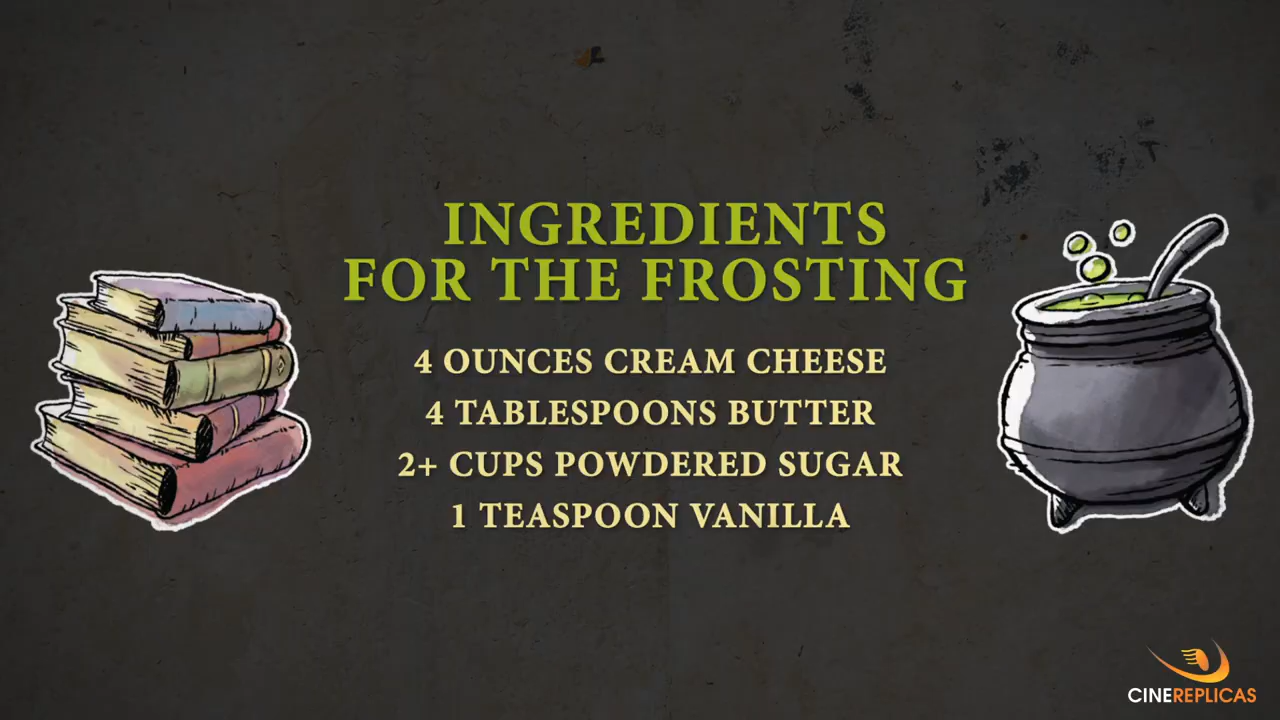 INGREDIENTS
FOR THE FROSTING
4 OUNCES CREAM CHEESE
4 TABLESPOONS BUTTER
2+ CUPS POWDERED SUGAR
1 TEASPOON VANILLA
CINEREPLICAS